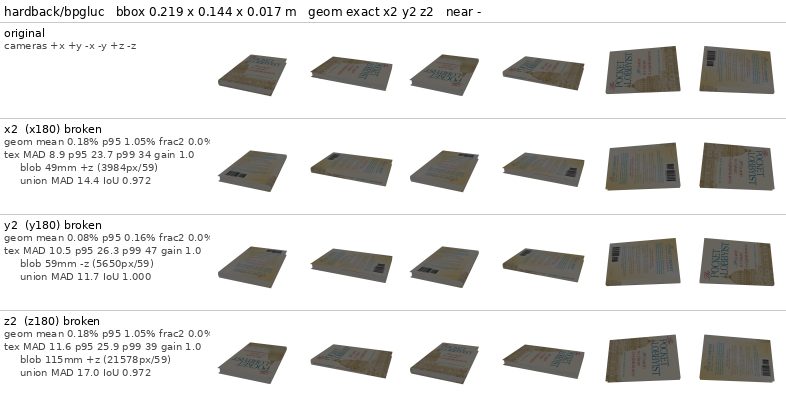 hardback/bpgluc bbox 0.219 x 0.144 x 0.017 m geom exact x2 y2 z2 near -
original
cameras +x +y -x -y +z -z
x2 (x180) broken
geom mean 0.18% p95 1.05% frac2 0.0%
tex MAD 8.9 p95 23.7 p99 34 gain 1.0
blob 49mm +z (3984px/59)
union MAD 14.4 IoU 0.972
y2 (y180) broken
geom mean 0.08% p95 0.16% frac2 0.0%
tex MAD 10.5 p95 26.3 p99 47 gain 1.0
blob 59mm -z (5650px/59)
union MAD 11.7 IoU 1.000
z2 (z180) broken
geom mean 0.18% p95 1.05% frac2 0.0%
tex MAD 11.6 p95 25.9 p99 39 gain 1.0
blob 115mm +z (21578px/59)
union MAD 17.0 IoU 0.972